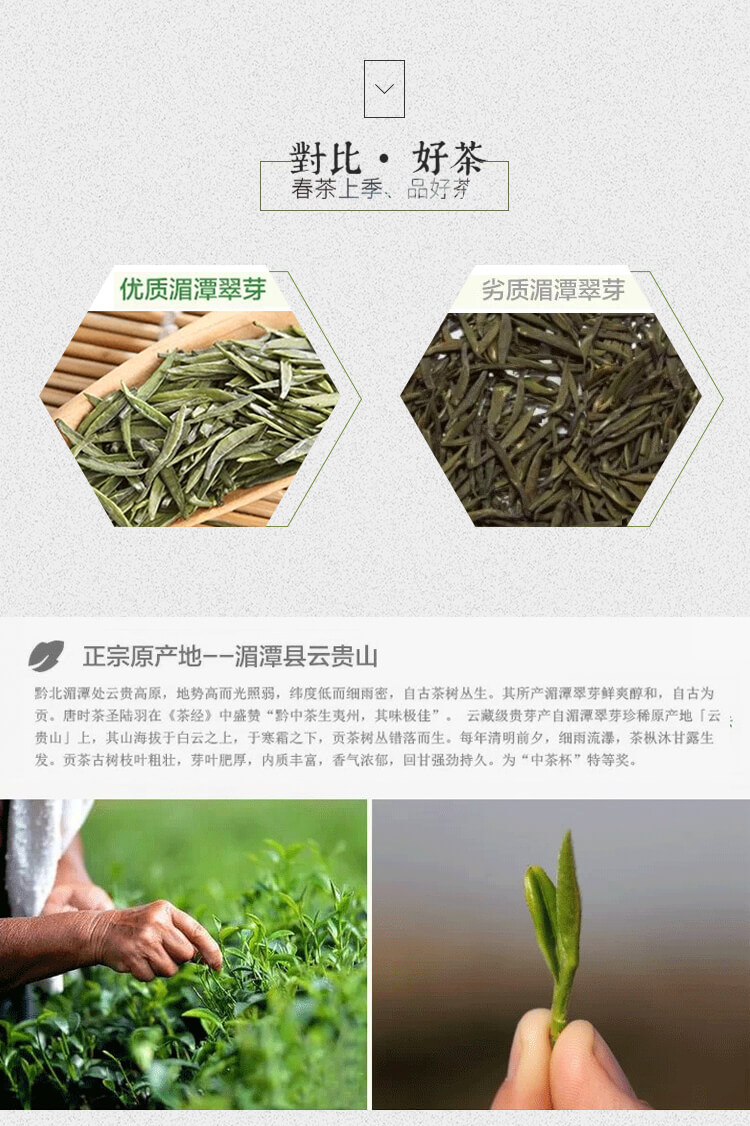 對比·好茶
春茶上季、品好茶
优质湄潭翠芽
劣质湄潭翠芽
正宗原产地--湄潭县云贵山
黔北湄潭处云贵高原，地势高而光照弱，纬度低而细雨密，自古茶树丛生。其所产湄潭翠芽鲜爽醇和，自古为
贡。唐时茶圣陆羽在《茶经》中盛赞“黔中茶生夷州，其味极佳”。 云藏级贵芽产自湄潭翠芽珍稀原产地「云
贵山」上，其山海拔于白云之上，于寒霜之下，贡茶树丛错落而生。每年清明前夕，细雨流瀑，茶枞沐甘露生
发。贡茶古树枝叶粗壮，芽叶肥厚，内质丰富，香气浓郁，回甘强劲持久。为“中茶杯”特等奖。